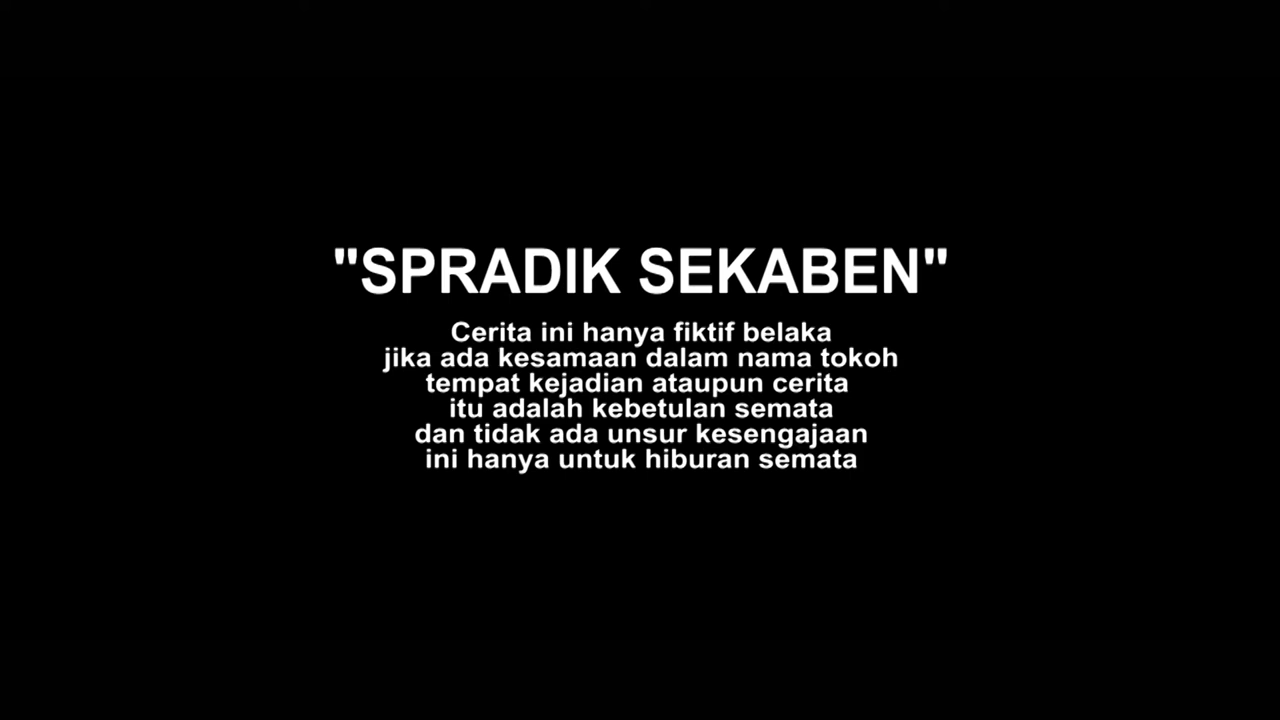 "SPRADIK SEKABEN"
Cerita ini hanya fiktif belaka
jika ada kesamaan dalam nama tokoh
tempat kejadian ataupun cerita
itu adalah kebetulan semata
dan tidak ada unsur kesengajaan
ini hanya untuk hiburan semata